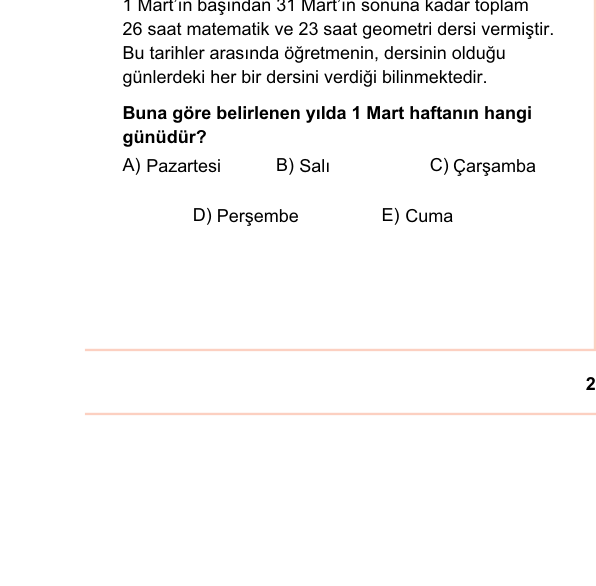 1 Mart'ın başından 31 Mart'ın sonuna kadar toplam
26 saat matematik ve 23 saat geometri dersi vermiştir.
Bu tarihler arasında öğretmenin, dersinin olduğu
günlerdeki her bir dersini verdiği bilinmektedir.
Buna göre belirlenen yılda 1 Mart haftanın hangi
günüdür?
A) Pazartesi B) Salı C) Çarşamba
D) Perşembe E) Cuma
2